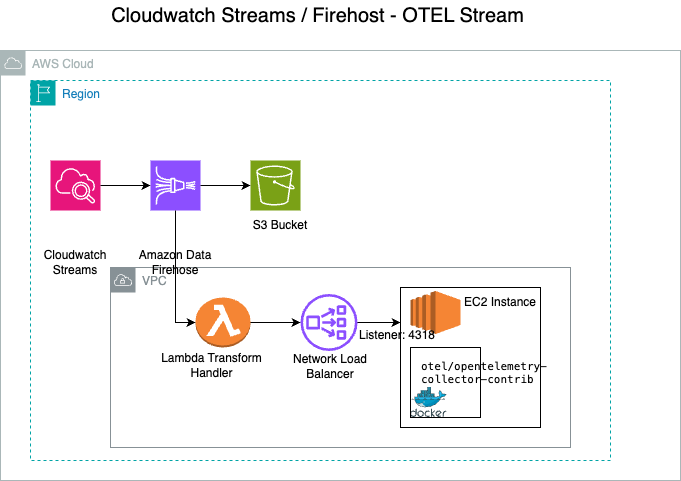 Cloudwatch Streams / Firehost - OTEL Stream
AWS Cloud
Region
S3 Bucket
Cloudwatch
Streams
Amazon Data
Firehose
VPC
EC2 Instance
Listener: 4318
Lambda Transform
Handler
Network Load
Balancer
otel/opentelemetry-
collector-contrib
docker